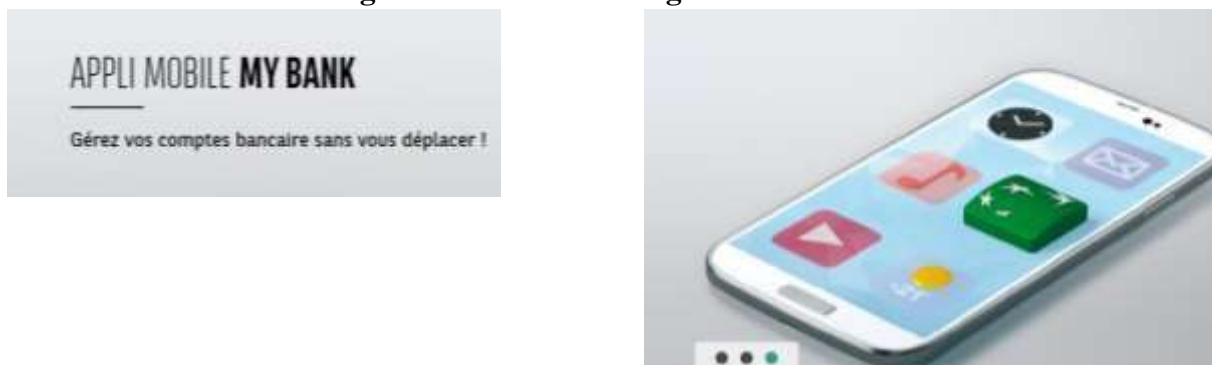 APPLI MOBILE MY BANK
Gérez vos comptes bancaire sans vous déplacer !